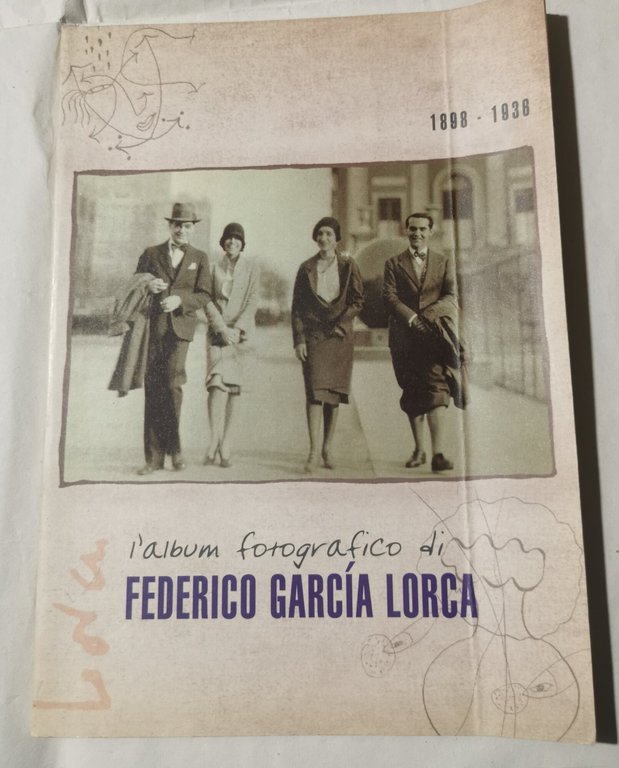 1898 - 1936
l'album fotografico di
FEDERICO GARCÍA LORCA
Lorca